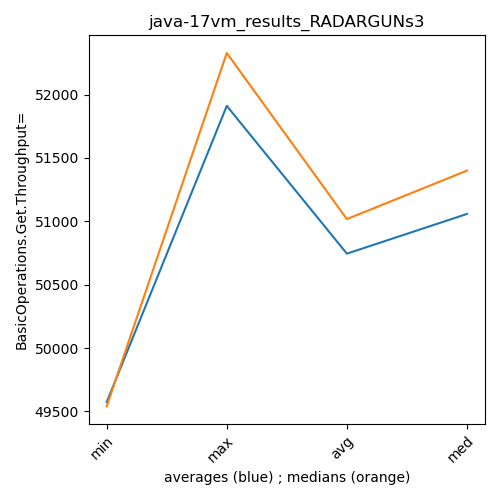 java-17vm_results_RADARGUNs3
BasicOperations.Get.Throughput=
52000
51500
51000
50500
50000
49500
min
max
avg
med
averages (blue) ; medians (orange)